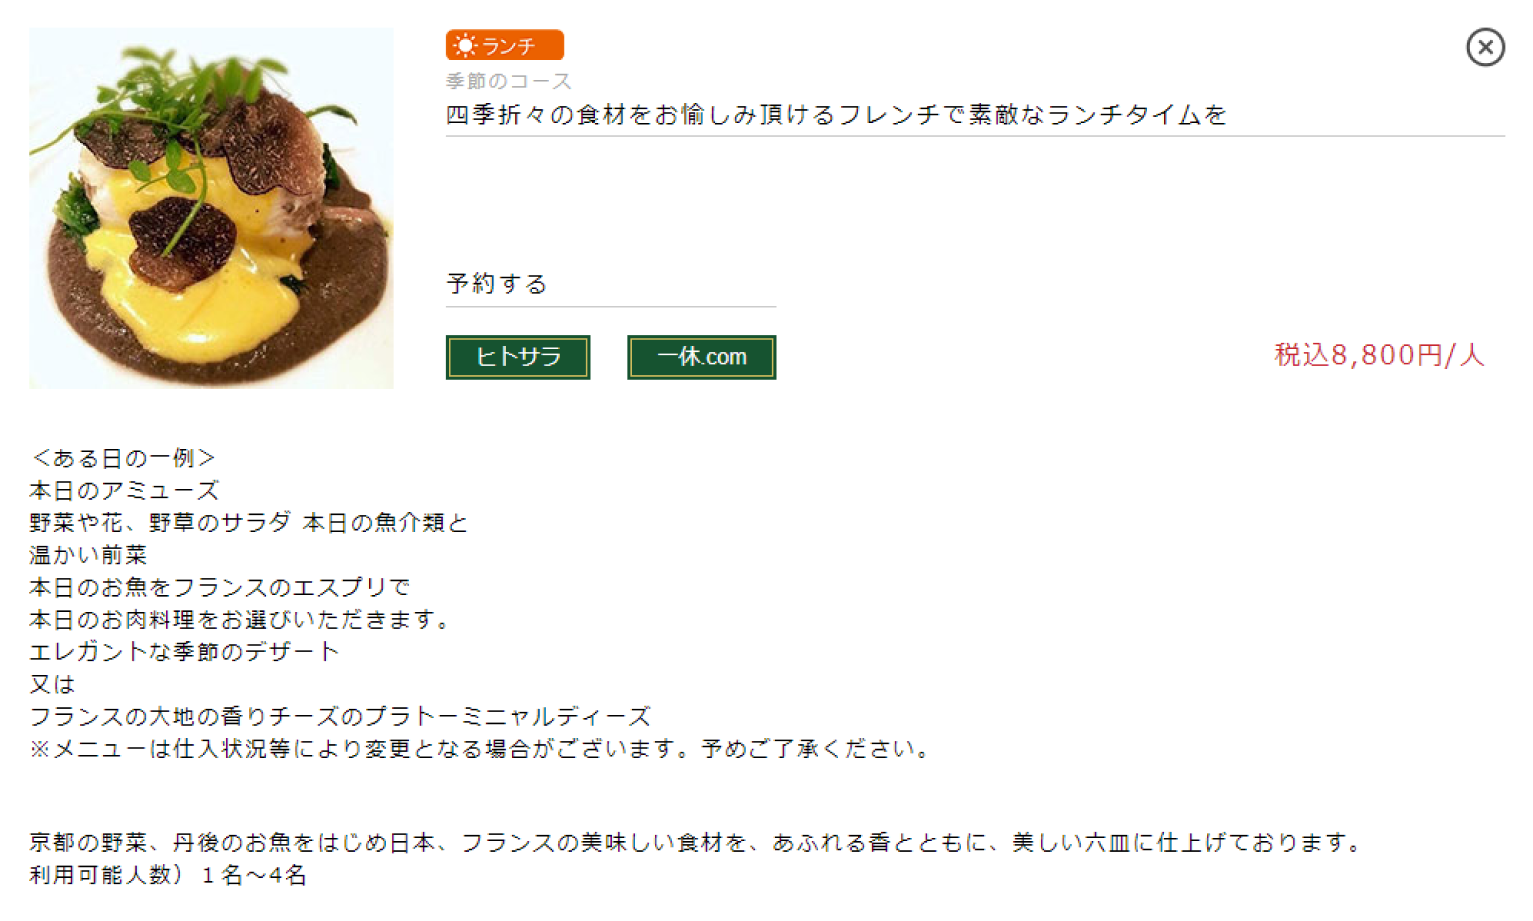 ランチ
季節のコース
四季折々の食材をお愉しみ頂けるフレンチで素敵なランチタイムを
予約する
ヒトサラ
一休.com
税込8,800円/人
＜ある日の一例＞
本日のアミューズ
野菜や花、野草のサラダ 本日の魚介類と
温かい前菜
本日のお魚をフランスのエスプリで
本日のお肉料理をお選びいただきます。
エレガントな季節のデザート
又は
フランスの大地の香りチーズのプラトーミニャルディーズ
※メニューは仕入状況等により変更となる場合がございます。予めご了承ください。
京都の野菜、丹後のお魚をはじめ日本、フランスの美味しい食材を、あふれる香とともに、美しい六皿に仕上げております。
利用可能人数）１名～4名